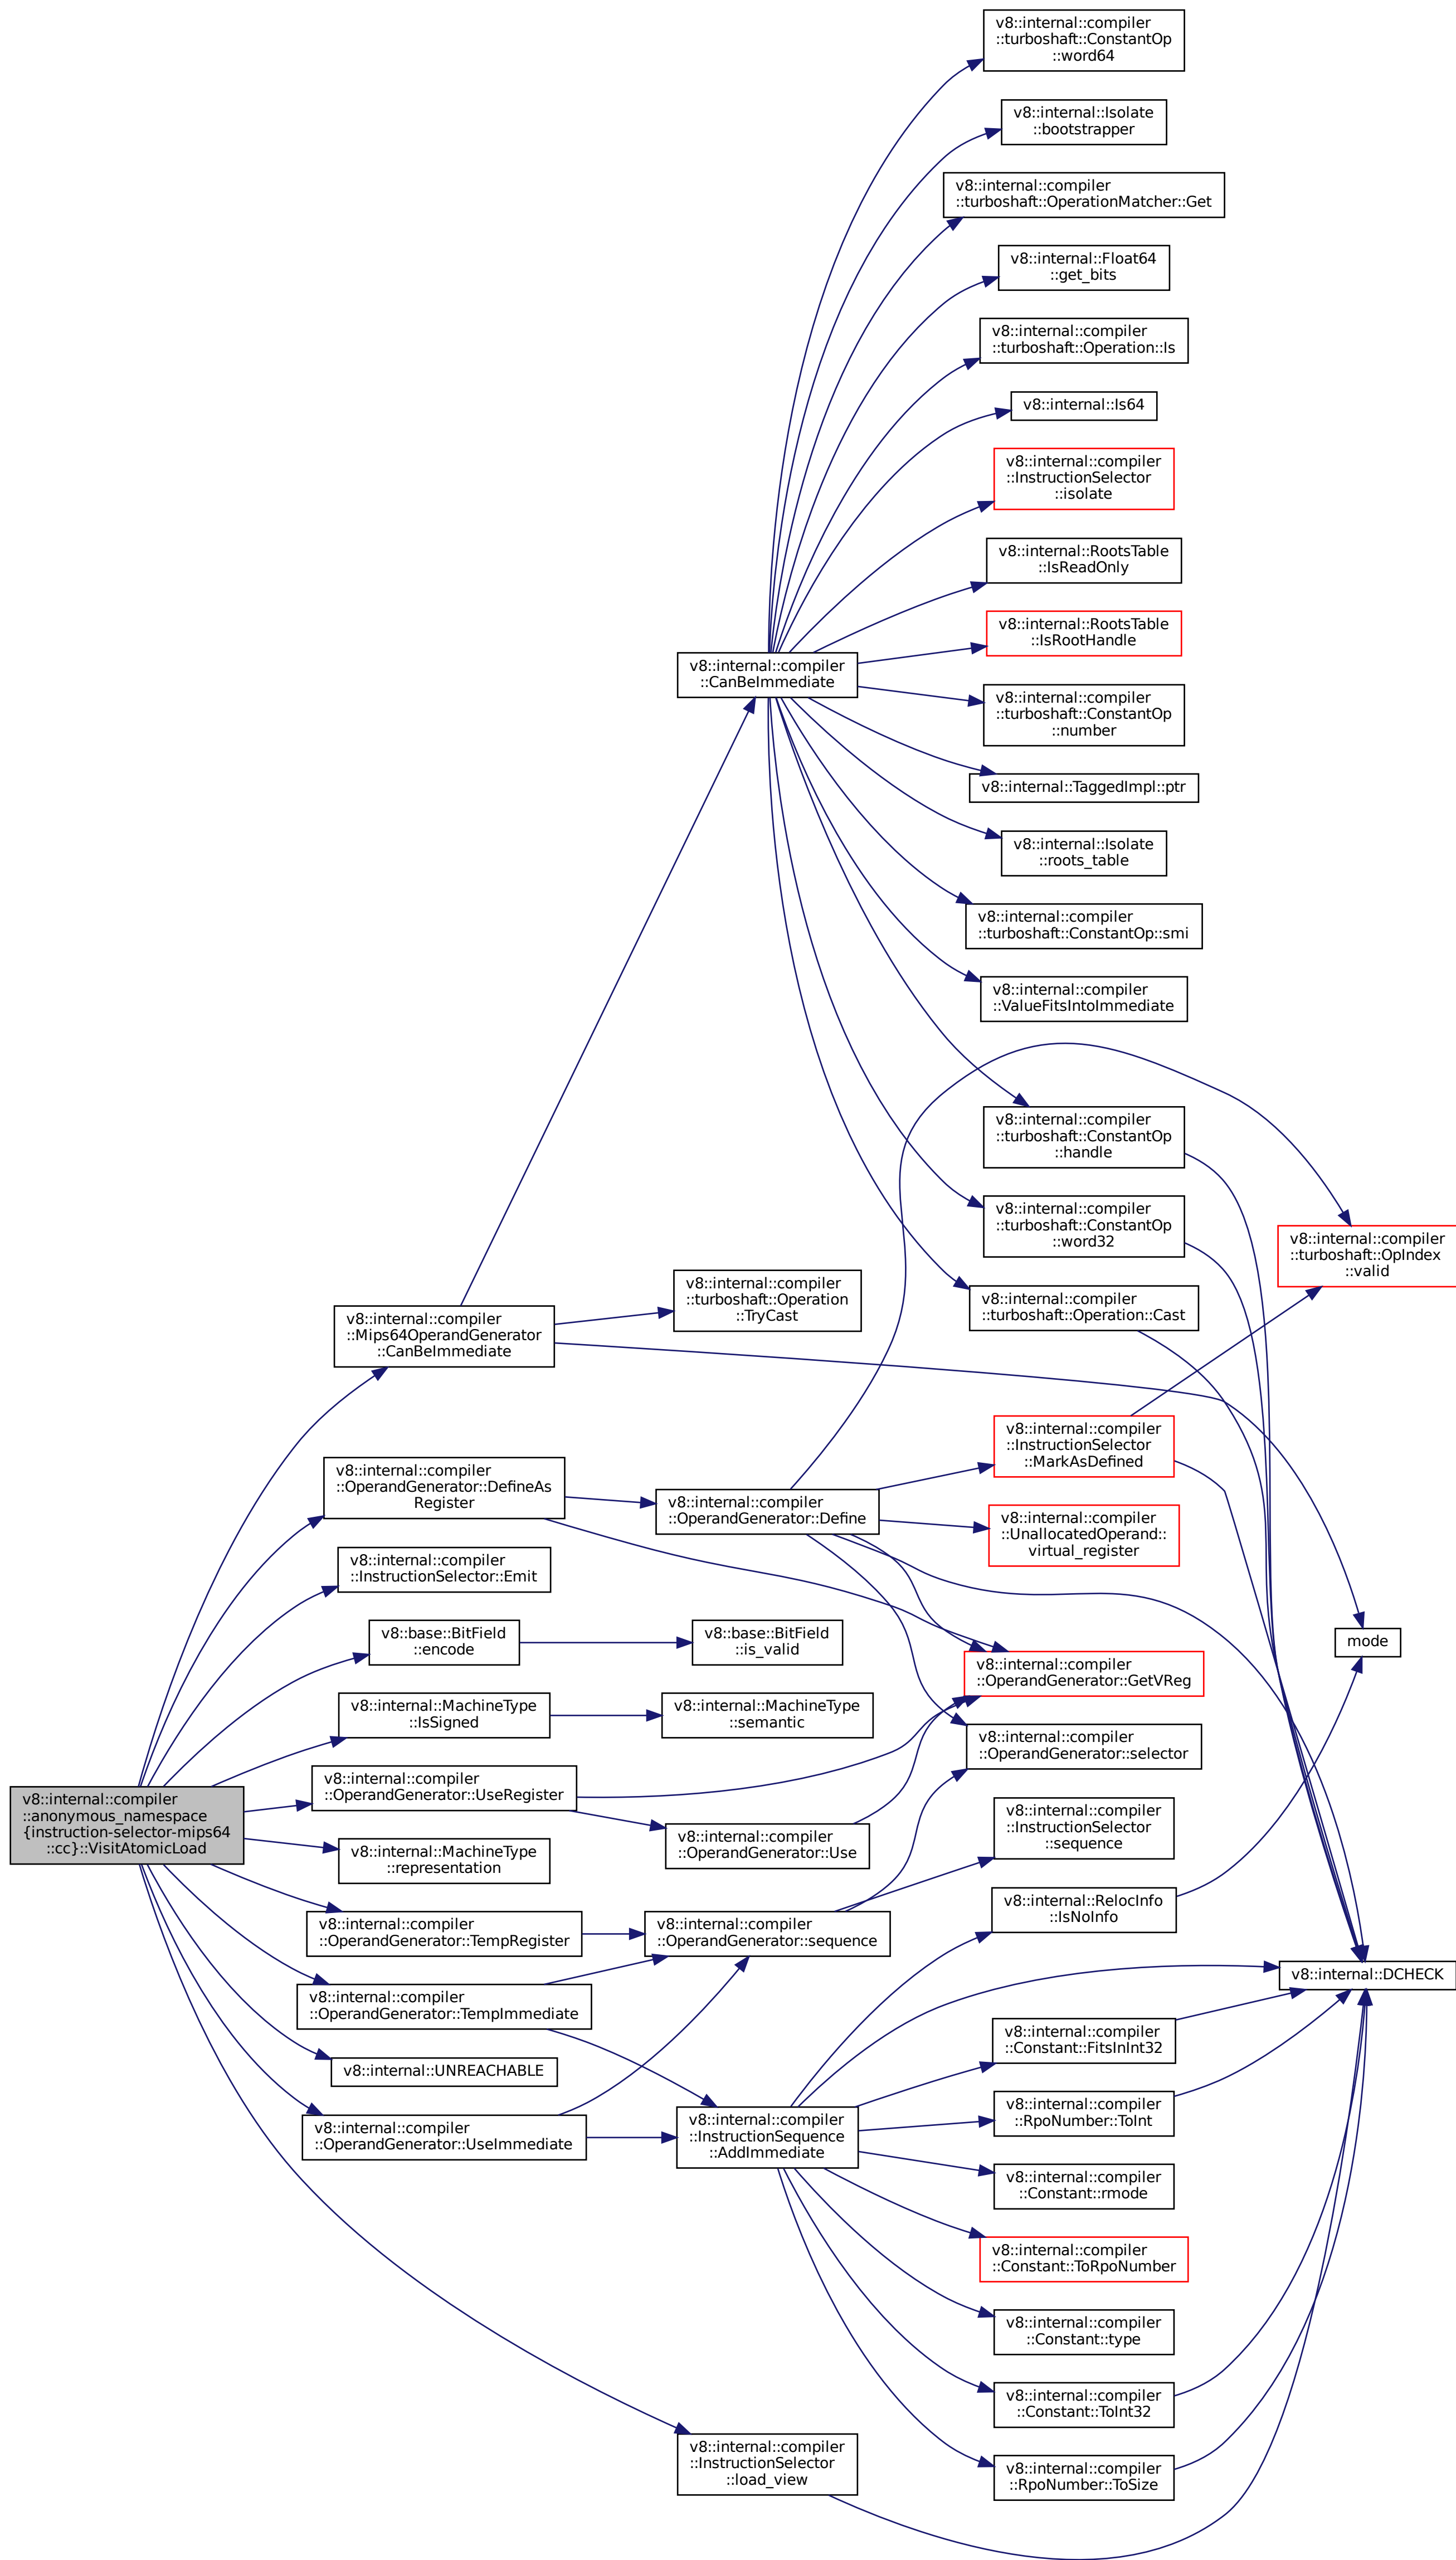 v8::internal::compiler
::turboshaft::ConstantOp
::word64
v8::internal::Isolate
::bootstrapper
v8::internal::compiler
::turboshaft::OperationMatcher::Get
v8::internal::Float64
::get_bits
v8::internal::compiler
::turboshaft::Operation::Is
v8::internal::Is64
v8::internal::compiler
::InstructionSelector
::isolate
v8::internal::RootsTable
::IsReadOnly
v8::internal::RootsTable
::IsRootHandle
v8::internal::compiler
::CanBeImmediate
v8::internal::compiler
::turboshaft::ConstantOp
::number
v8::internal::TaggedImpl::ptr
v8::internal::Isolate
::roots_table
v8::internal::compiler
::turboshaft::ConstantOp::smi
v8::internal::compiler
::ValueFitsIntoImmediate
v8::internal::compiler
::turboshaft::ConstantOp
::handle
v8::internal::compiler
::turboshaft::ConstantOp
::word32
v8::internal::compiler
::turboshaft::OpIndex
::valid
v8::internal::compiler
::turboshaft::Operation
::TryCast
v8::internal::compiler
::turboshaft::Operation::Cast
v8::internal::compiler
::Mips64OperandGenerator
::CanBeImmediate
v8::internal::compiler
::InstructionSelector
::MarkAsDefined
v8::internal::compiler
::OperandGenerator::DefineAs
Register
v8::internal::compiler
::OperandGenerator::Define
v8::internal::compiler
::UnallocatedOperand::
virtual_register
v8::internal::compiler
::InstructionSelector::Emit
v8::base::BitField
::encode
v8::base::BitField
::is_valid
mode
v8::internal::compiler
::OperandGenerator::GetVReg
v8::internal::MachineType
::IsSigned
v8::internal::MachineType
::semantic
v8::internal::compiler
::OperandGenerator::selector
v8::internal::compiler
::OperandGenerator::UseRegister
v8::internal::compiler
::anonymous_namespace
{instruction-selector-mips64
::cc}::VisitAtomicLoad
v8::internal::compiler
::InstructionSelector
::sequence
v8::internal::compiler
::OperandGenerator::Use
v8::internal::MachineType
::representation
v8::internal::RelocInfo
::IsNoInfo
v8::internal::compiler
::OperandGenerator::TempRegister
v8::internal::compiler
::OperandGenerator::sequence
v8::internal::DCHECK
v8::internal::compiler
::OperandGenerator::TempImmediate
v8::internal::compiler
::Constant::FitsInInt32
v8::internal::UNREACHABLE
v8::internal::compiler
::RpoNumber::ToInt
v8::internal::compiler
::OperandGenerator::UseImmediate
v8::internal::compiler
::InstructionSequence
::AddImmediate
v8::internal::compiler
::Constant::rmode
v8::internal::compiler
::Constant::ToRpoNumber
v8::internal::compiler
::Constant::type
v8::internal::compiler
::Constant::ToInt32
v8::internal::compiler
::InstructionSelector
::load_view
v8::internal::compiler
::RpoNumber::ToSize